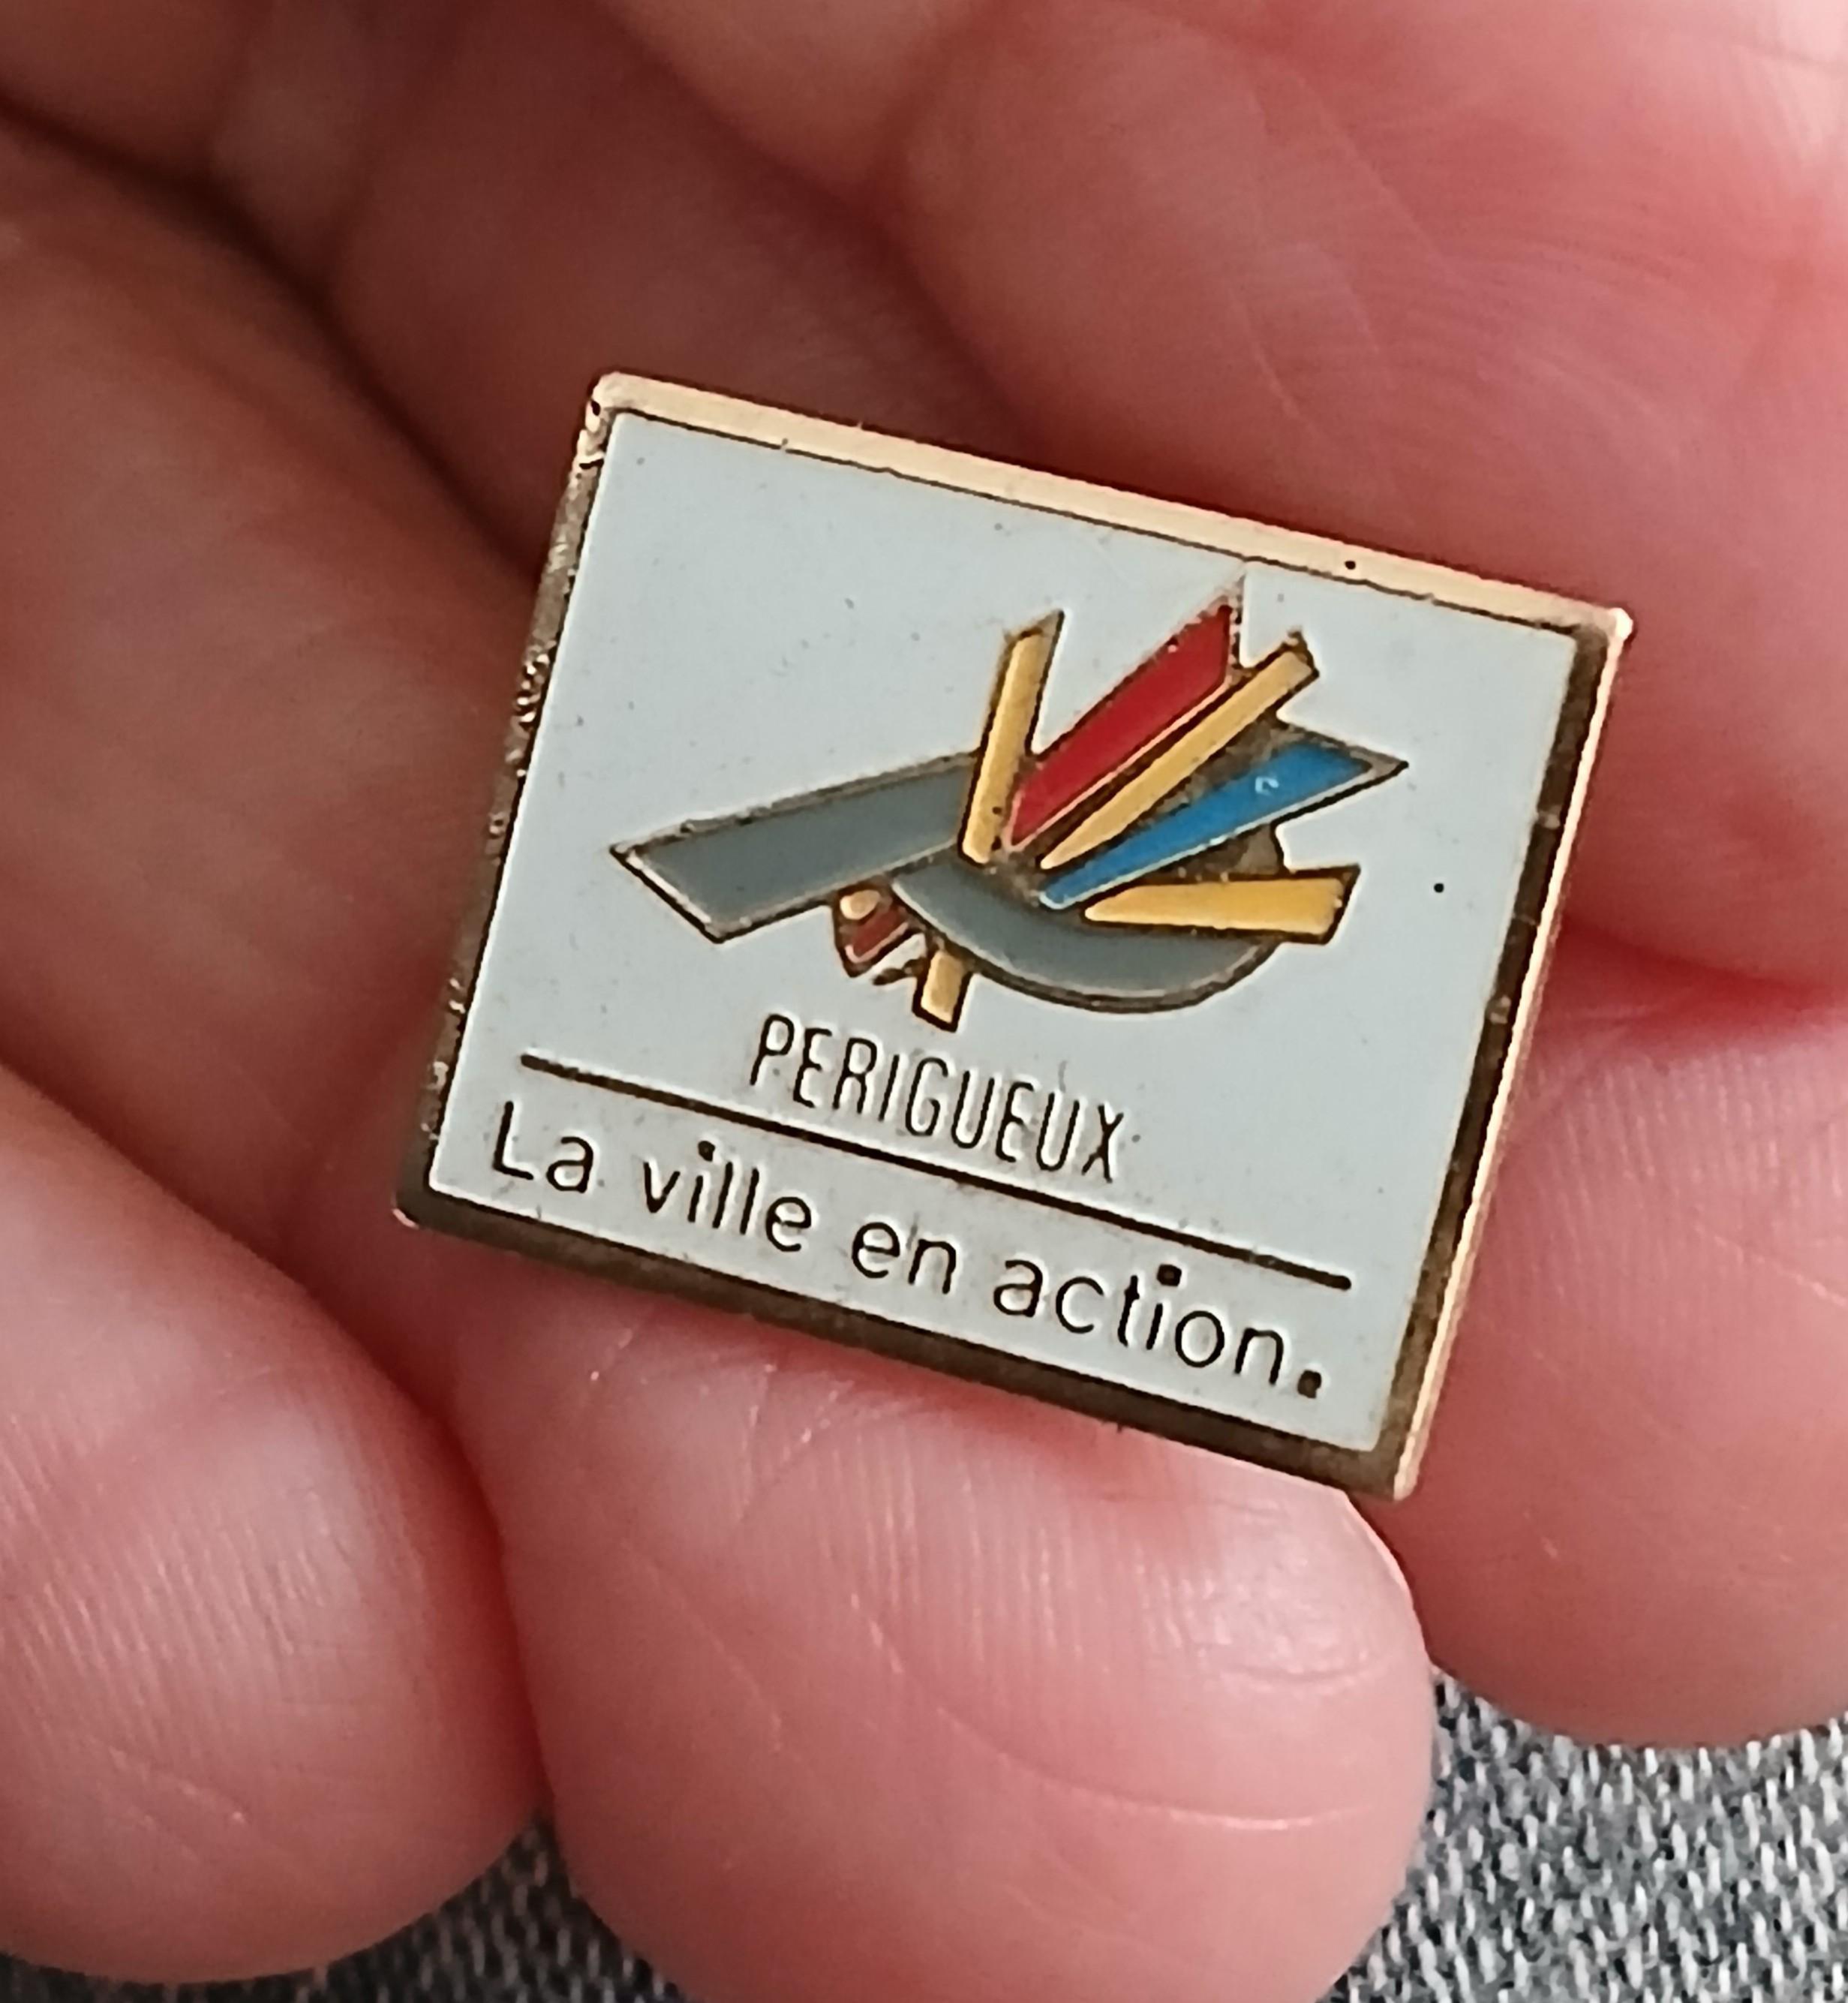 PERIGUEUX
La ville en action.